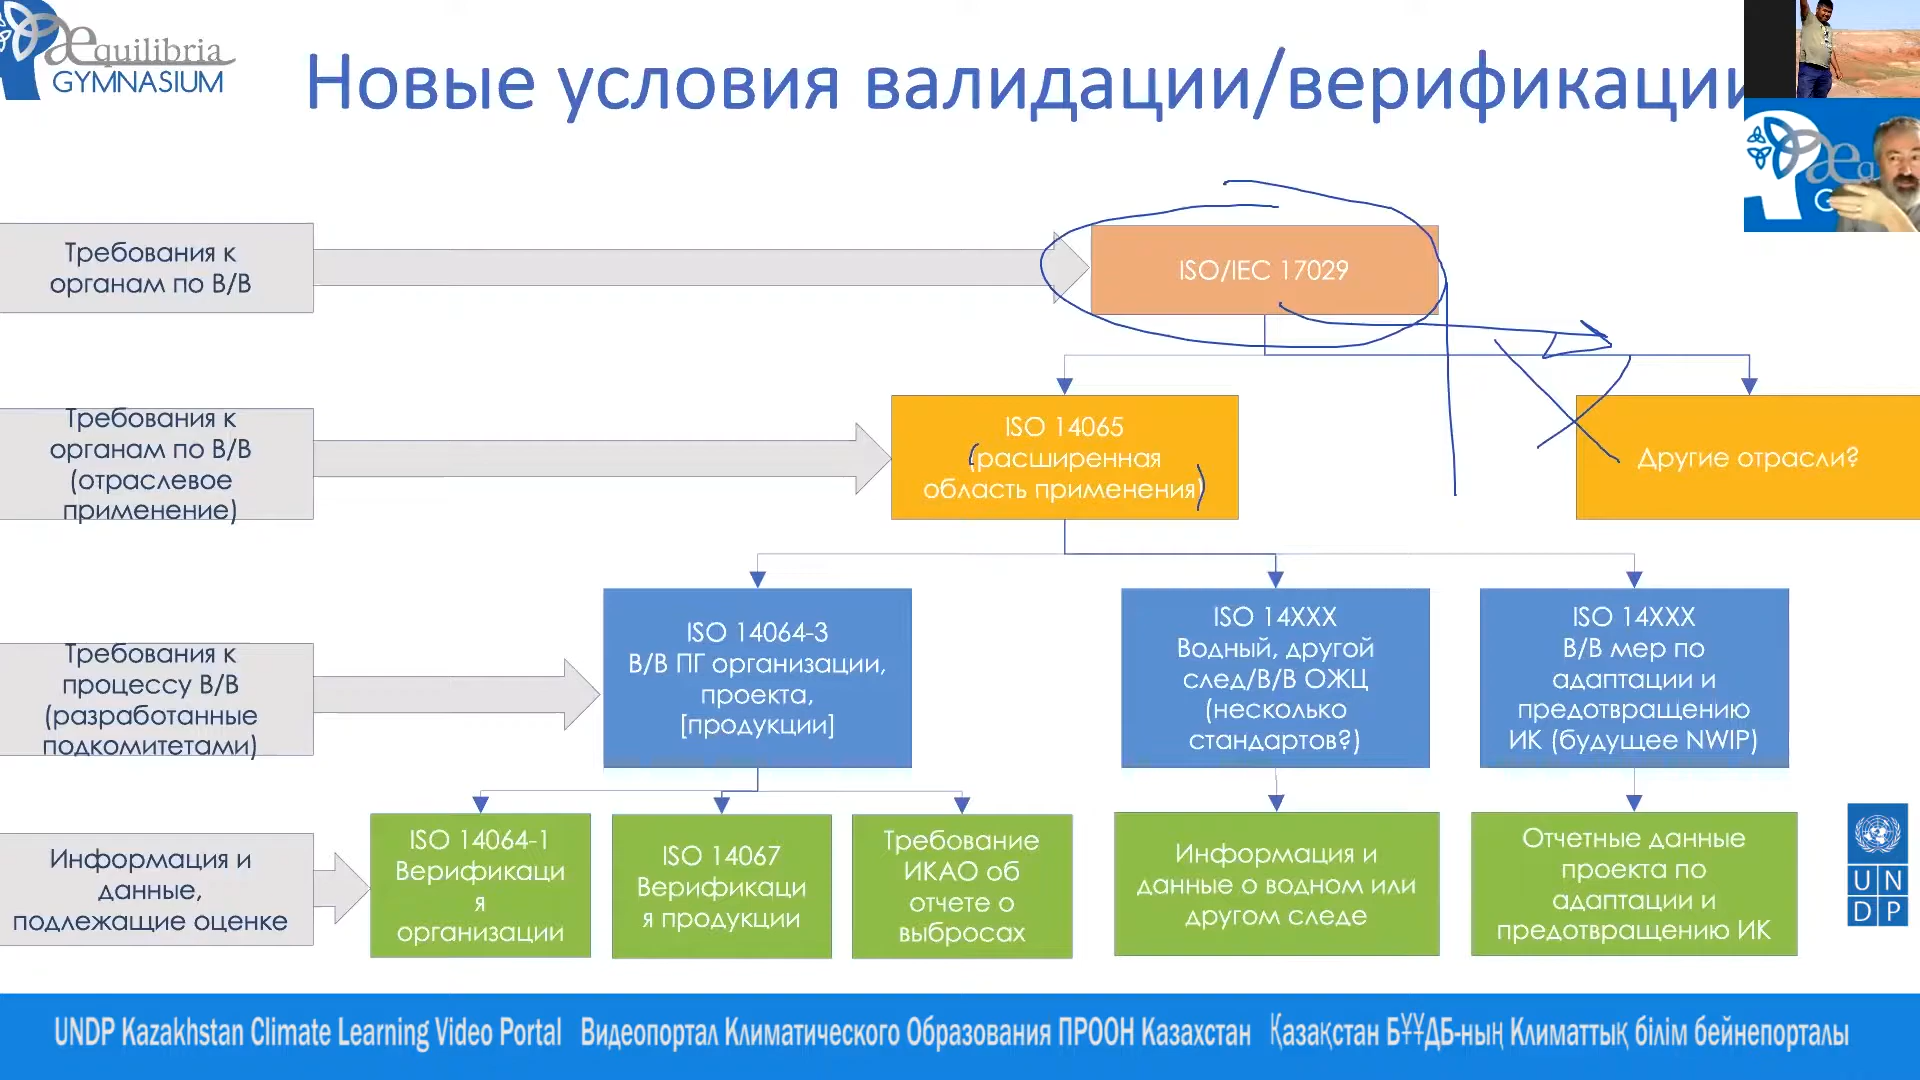 Æquilibria
GYMNASIUM
Новые условия валидации/верификации
Требования к
органам по В/В
ISO/IEC 17029
Требования к
органам по В/В
(отраслевое
применение)
ISO 14065
(расширенная
область применения)
Другие отрасли?
Требования к
процессу В/В
(разработанные
подкомитетами)
ISO 14064-3
В/В ПГ организации,
проекта,
[продукции]
ISO 14XXX
Водный, другой
след/В/В ОЖЦ
(несколько
стандартов?)
ISO 14XXX
В/В мер по
адаптации и
предотвращению
ИК (будущее NWIP)
Информация и
данные,
подлежащие оценке
ISO 14064-1
Верификаци
я
организации
ISO 14067
Верификаци
я продукции
Требование
ИКАО об
отчете о
выбросах
Информация и
данные о водном или
другом следе
Отчетные данные
проекта по
адаптации и
предотвращению ИК
U N
D P
UNDP Kazakhstan Climate Learning Video Portal Видеопортал Климатического Образования ПРООН Казахстан Қазақстан БҰҰДБ-ның Климаттық білім бейнепорталы